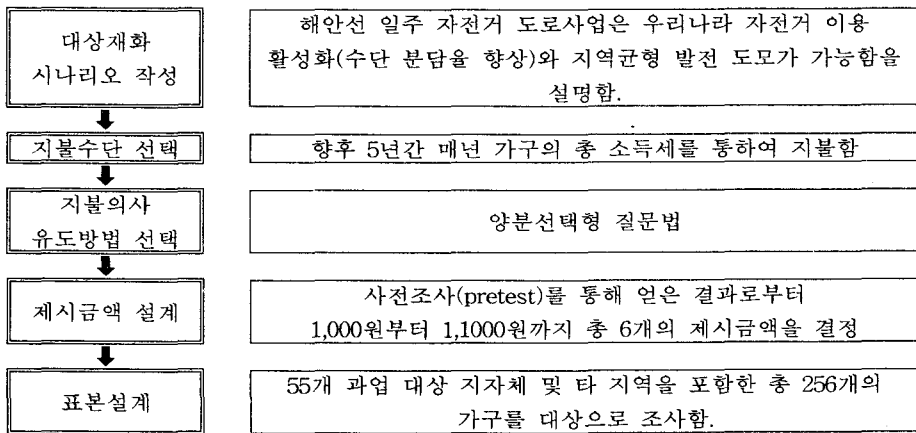 대상재화
시나리오 작성
해안선 일주 자전거 도로사업은 우리나라 자전거 이용
활성화(수단 분담율 향상)와 지역균형 발전 도모가 가능함을
설명함.
지불수단 선택
향후 5년간 매년 가구의 총 소득세를 통하여 지불함
지불의사
유도방법 선택
양분선택형 질문법
제시금액 설계
사전조사(pretest)를 통해 얻은 결과로부터
1,000원부터 1,1000원까지 총 6개의 제시금액을 결정
표본설계
55개 과업 대상 지자체 및 타 지역을 포함한 총 256개의
가구를 대상으로 조사함.